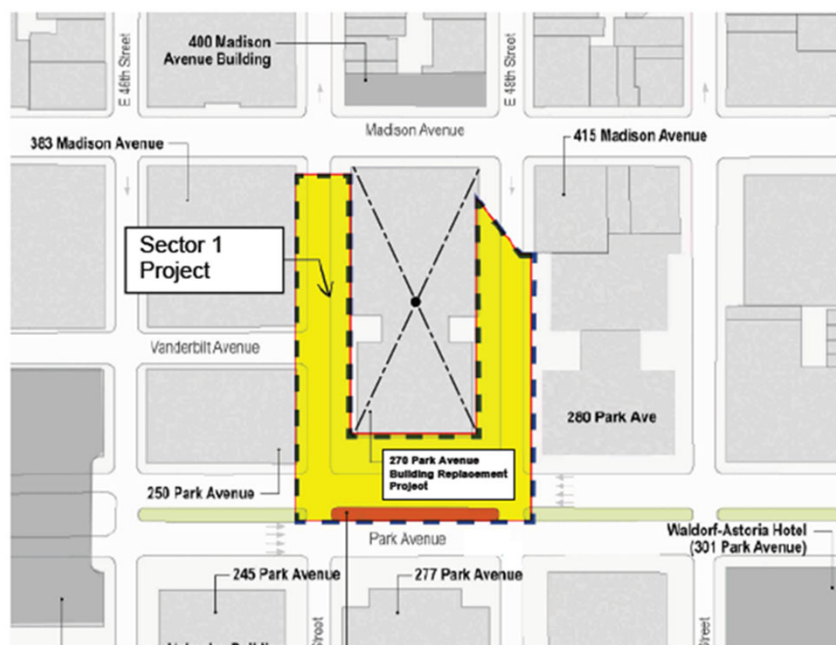 400 Madison
Avenue Building
E 46th Street
E 48th Street
Madison Avenue
383 Madison Avenue
415 Madison Avenue
Sector 1
Project
Vanderbilt Avenue
280 Park Ave
270 Park Avenue
Building Replacement
Project
250 Park Avenue
Park Avenue
Waldorf-Astoria Hotel
(301 Park Avenue)
245 Park Avenue
277 Park Avenue
Street
Street